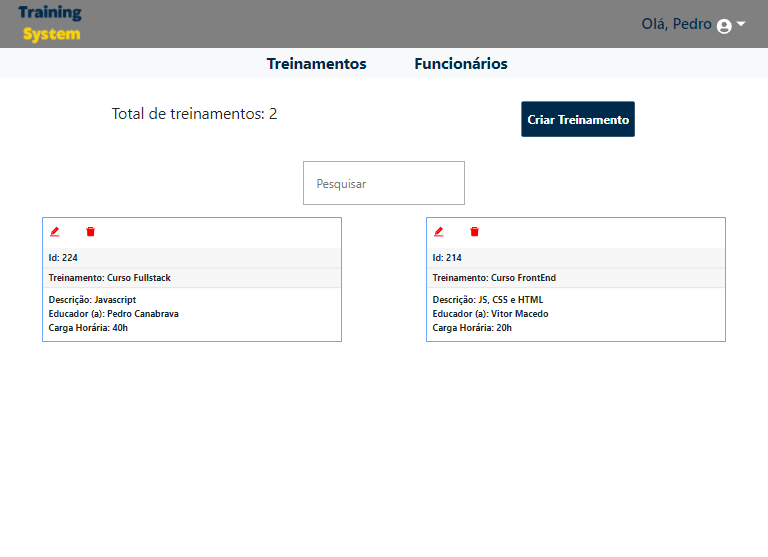 Training
System
Olá, Pedro
Treinamentos Funcionários
Total de treinamentos: 2
Criar Treinamento
Pesquisar
Id: 224
Treinamento: Curso Fullstack
Descrição: Javascript
Educador (a): Pedro Canabrava
Carga Horária: 40h
Id: 214
Treinamento: Curso FrontEnd
Descrição: JS, CSS e HTML
Educador (a): Vitor Macedo
Carga Horária: 20h